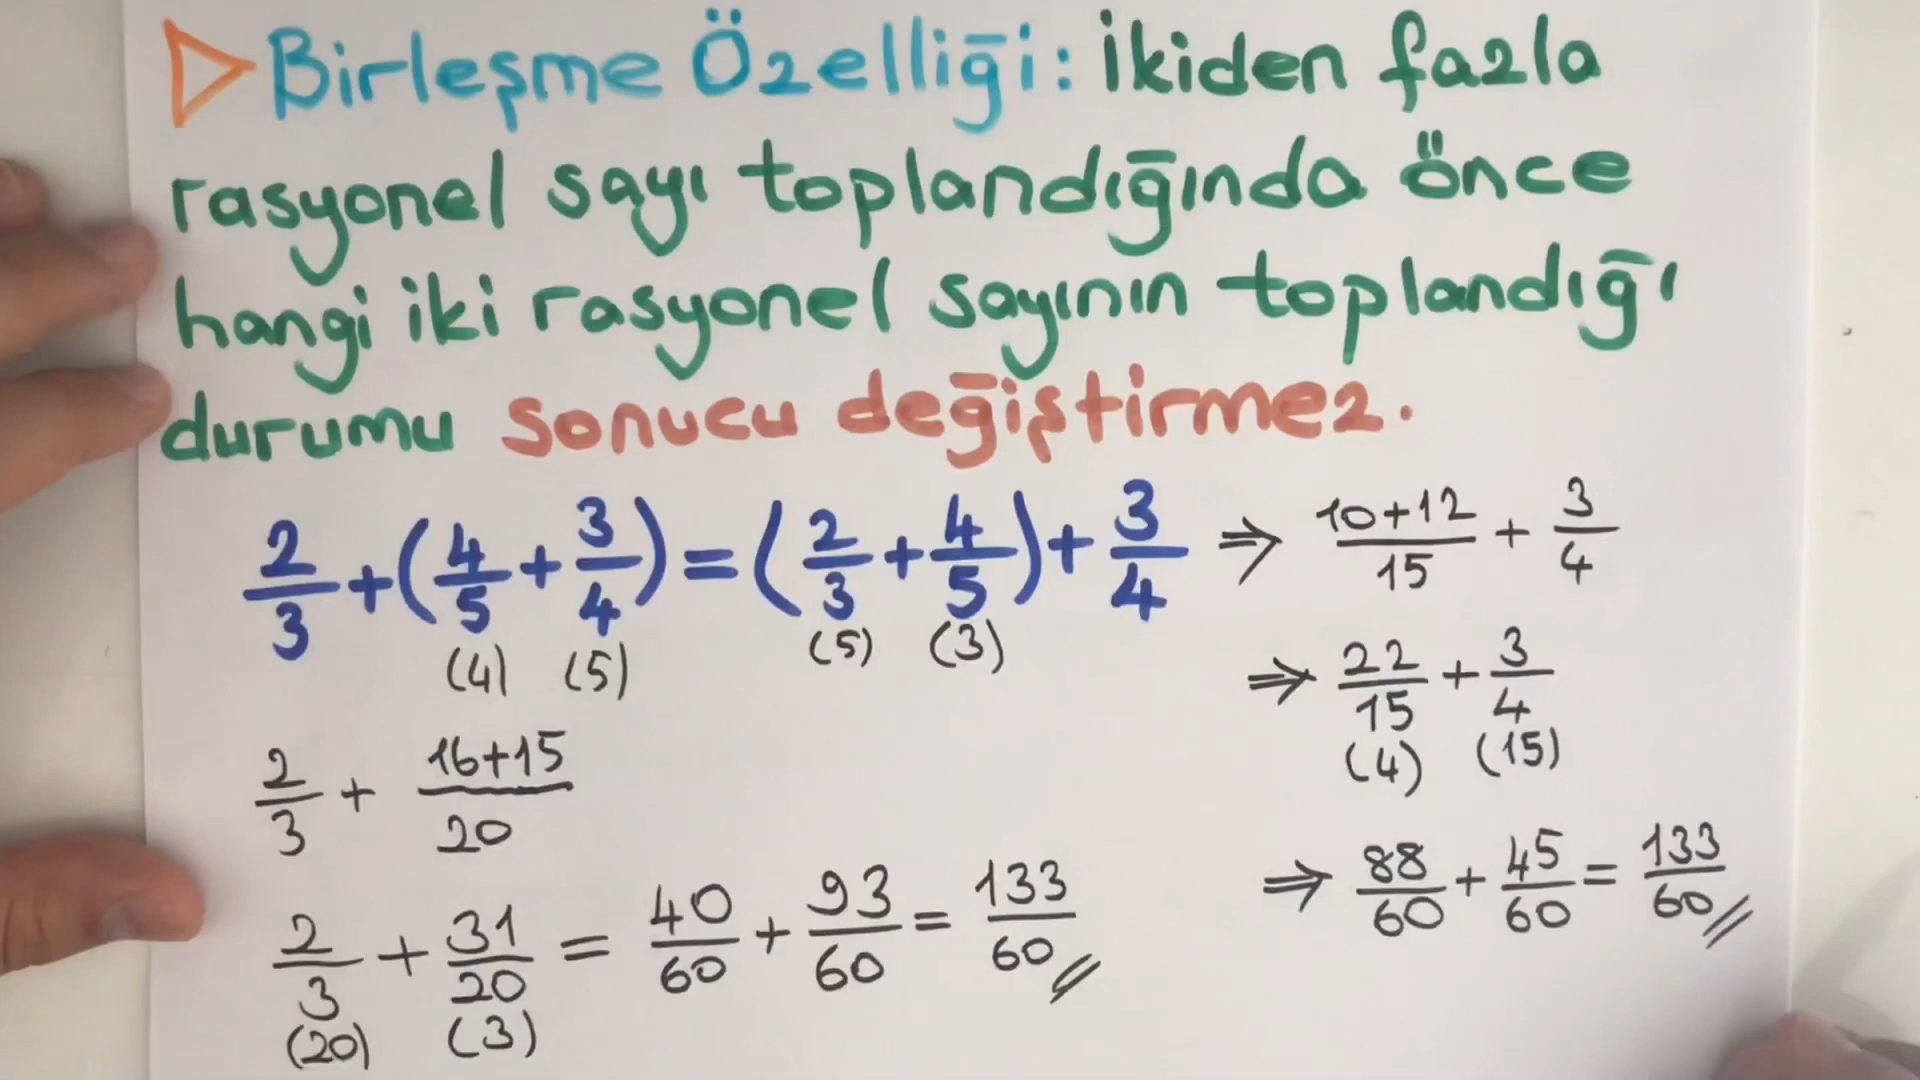 Birleşme Özelliği: İkiden fazla
rasyonel sayı toplandığında önce
hangi iki rasyonel sayının toplandığı
durumu sonucu değiştirmez.
2/3 + (4/5 + 3/4) = (2/3 + 4/5) + 3/4 ⇒ 10+12/15 + 3/4
(4) (5) (5) (3)
⇒ 22/15 + 3/4
(4) (15)
2/3 + 16+15/20
⇒ 88/60 + 45/60 = 133/60
2/3 + 31/20 = 40/60 + 93/60 = 133/60
(20) (3)